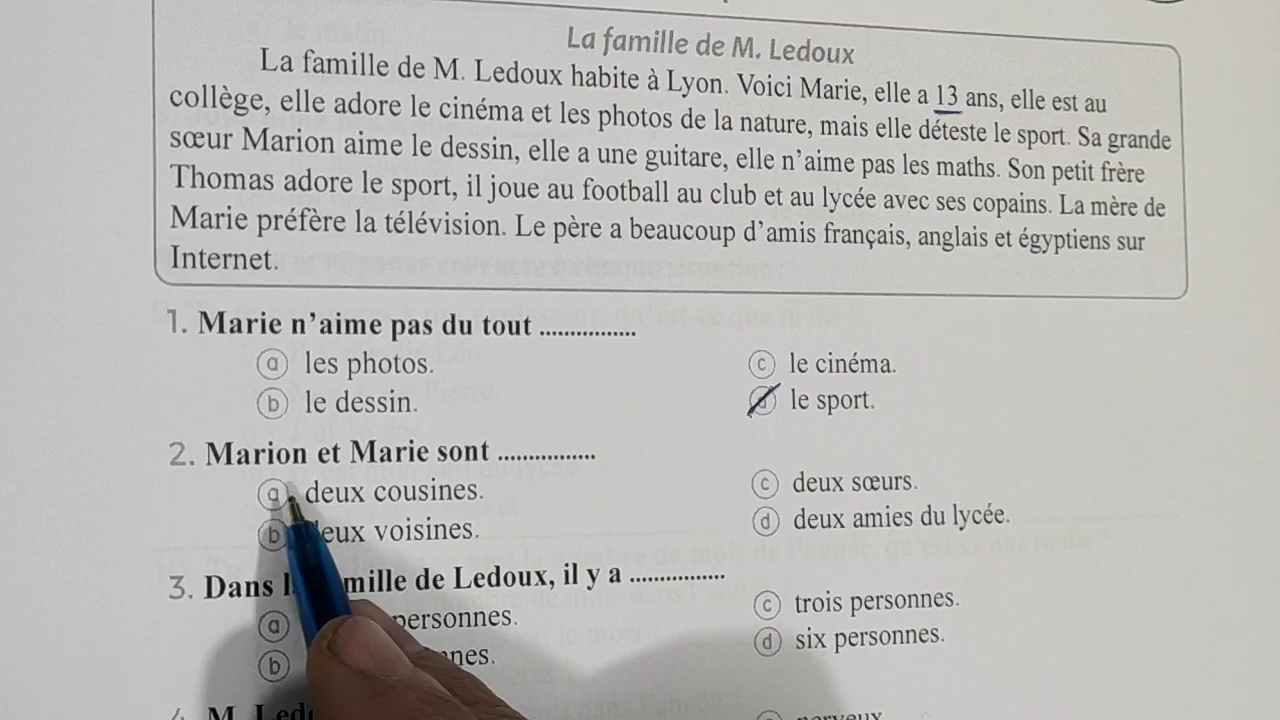 La famille de M. Ledoux
La famille de M. Ledoux habite à Lyon. Voici Marie, elle a 13 ans, elle est au
collège, elle adore le cinéma et les photos de la nature, mais elle déteste le sport. Sa grande
sœur Marion aime le dessin, elle a une guitare, elle n'aime pas les maths. Son petit frère
Thomas adore le sport, il joue au football au club et au lycée avec ses copains. La mère de
Marie préfère la télévision. Le père a beaucoup d'amis français, anglais et égyptiens sur
Internet.
1. Marie n'aime pas du tout ................
a les photos.
b le dessin.
c le cinéma.
d le sport.
2. Marion et Marie sont ................
a deux cousines.
b deux voisines.
c deux sœurs.
d deux amies du lycée.
3. Dans la famille de Ledoux, il y a ................
a personnes.
b
c trois personnes.
d six personnes.
M. Ledoux
nerveux